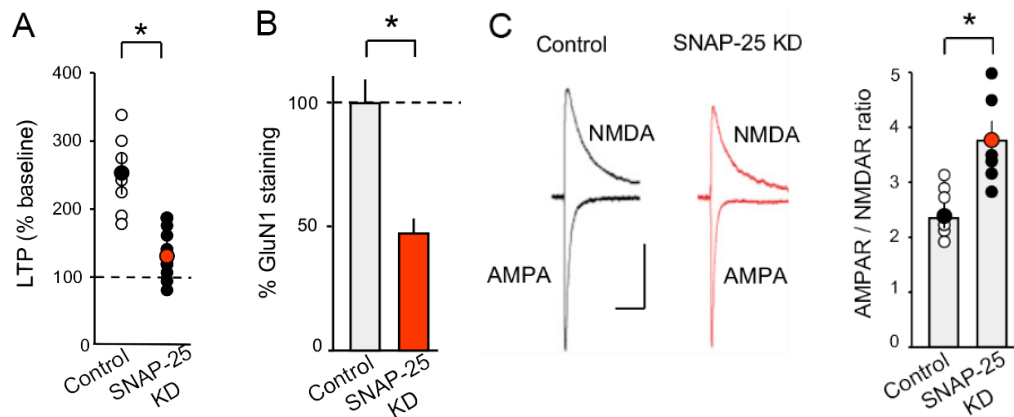 A
*
LTP (% baseline)
400
300
200
100
0
Control
SNAP-25
KD
B
*
% GluN1 staining
100
50
0
Control
SNAP-25
KD
C
Control
SNAP-25 KD
NMDA
NMDA
AMPA
AMPA
*
AMPAR / NMDAR ratio
5
4
3
2
1
0
Control
SNAP-25
KD